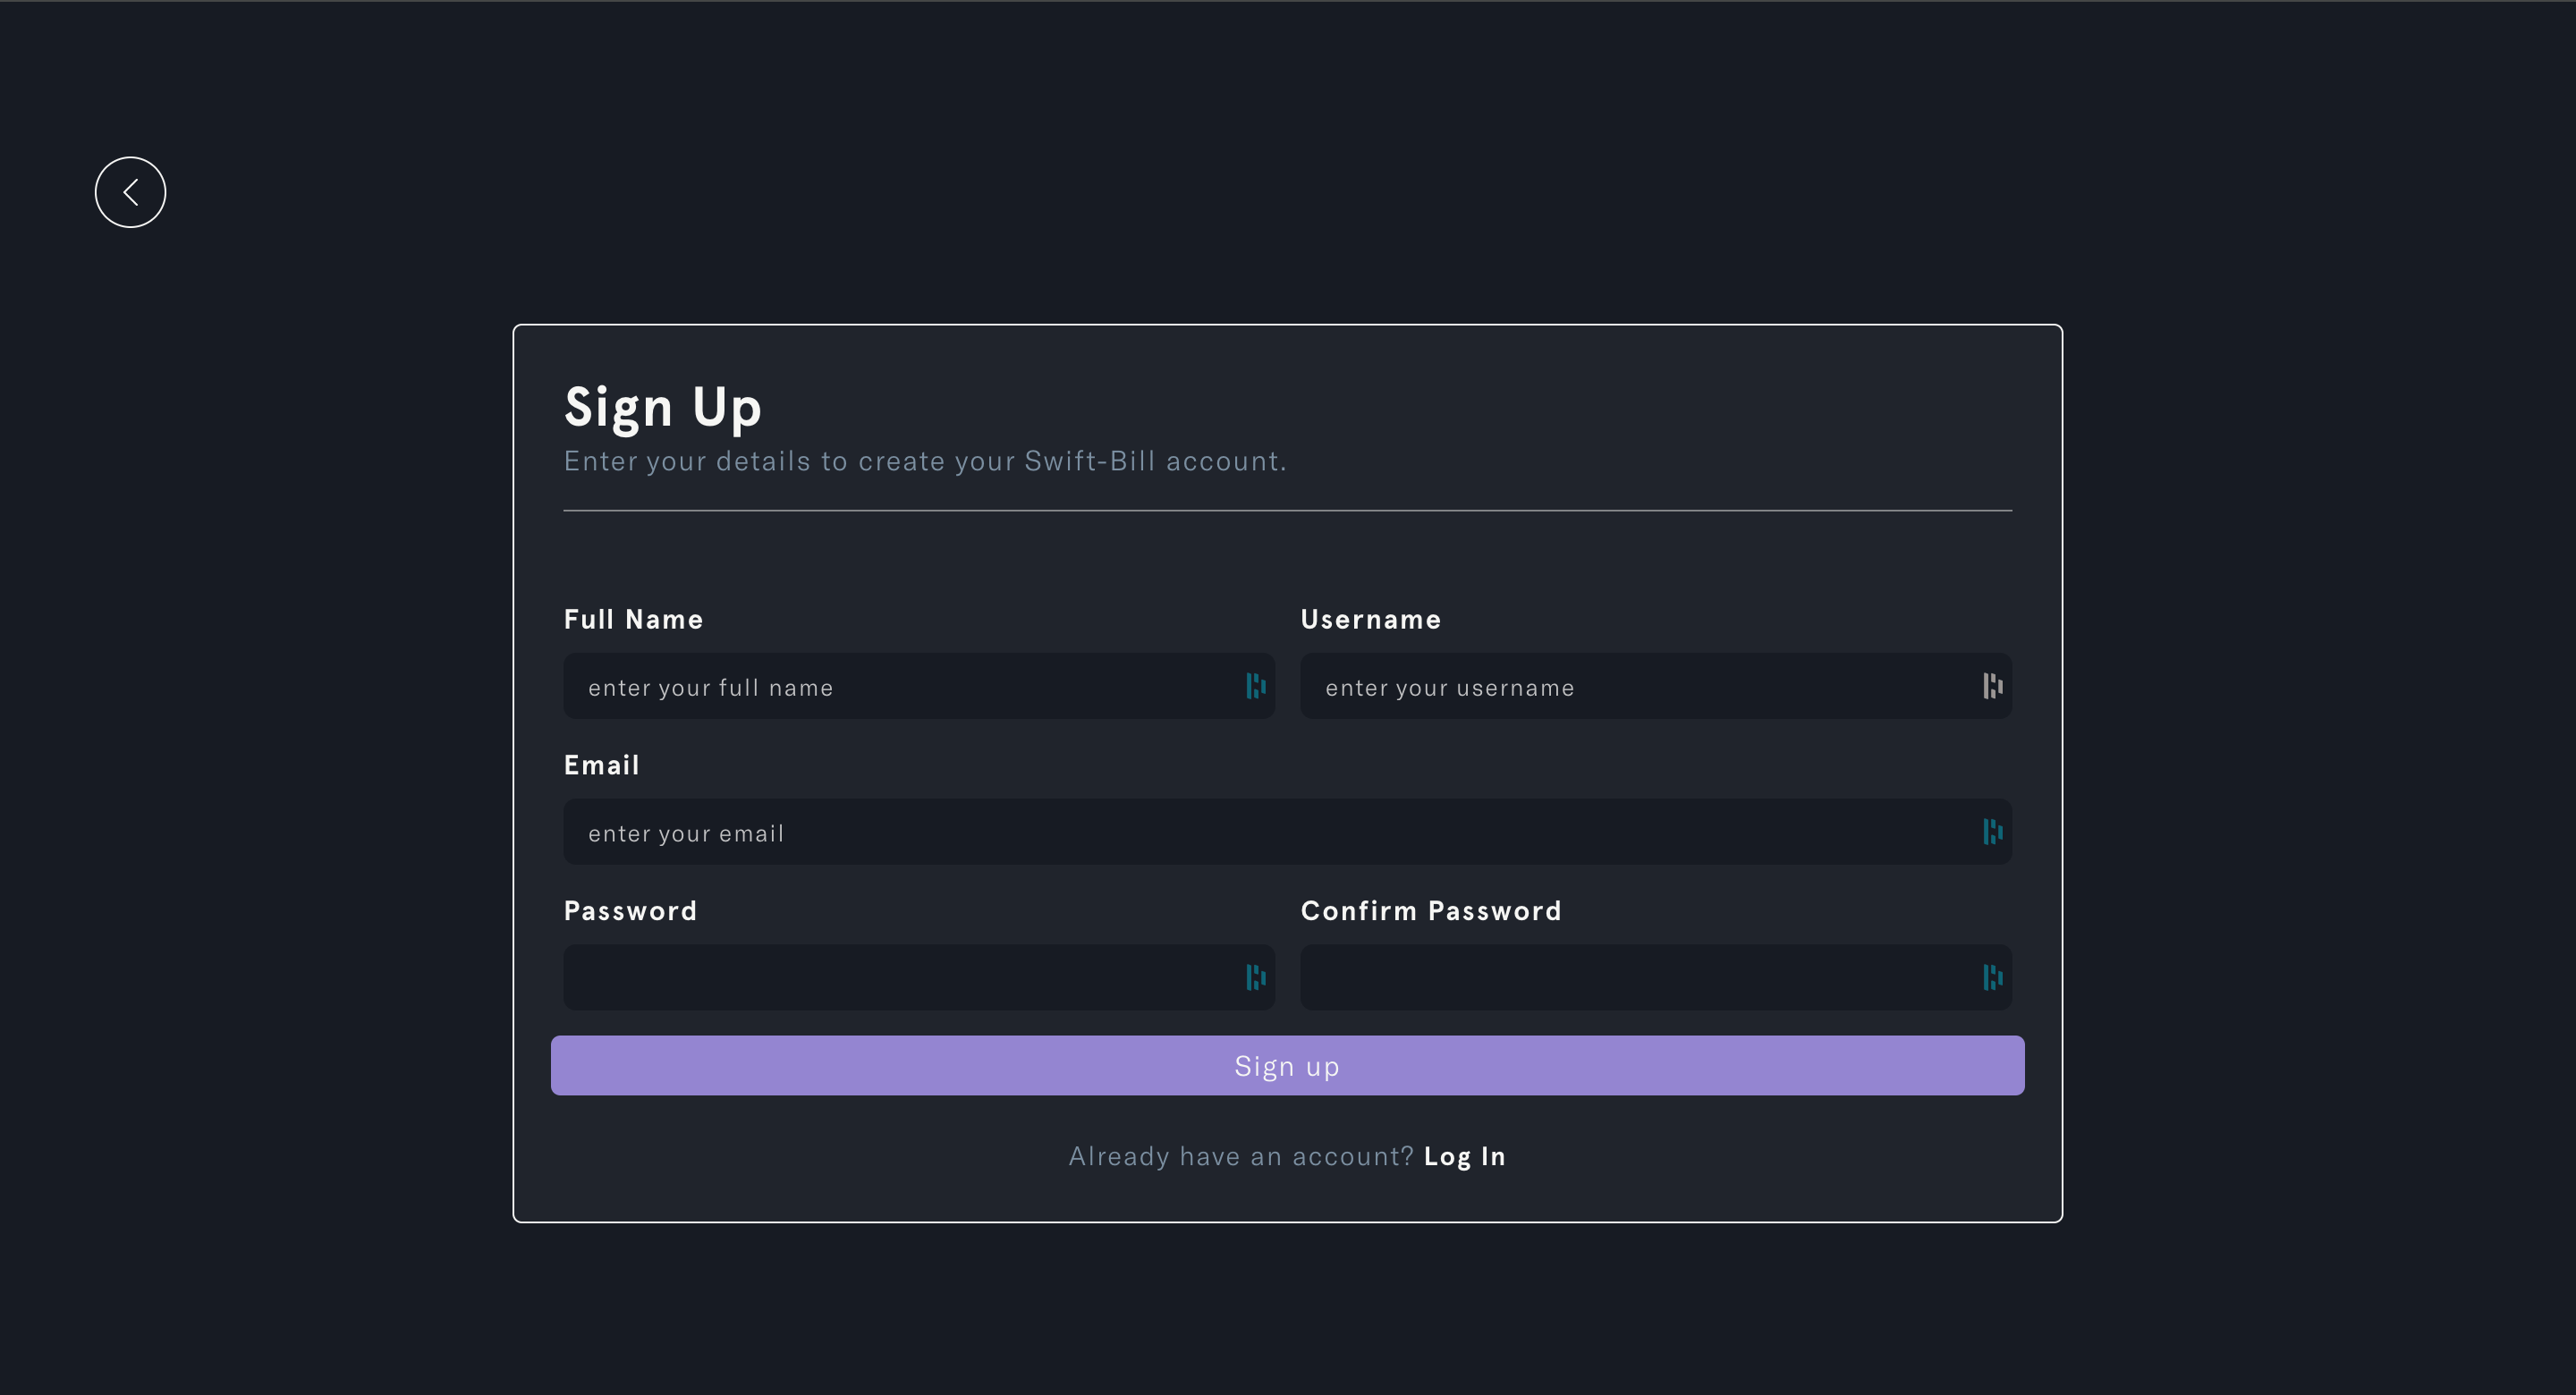 Sign Up
Enter your details to create your Swift-Bill account.
Full Name
Username
enter your full name
enter your username
Email
enter your email
Password
Confirm Password
Sign up
Already have an account? Log In